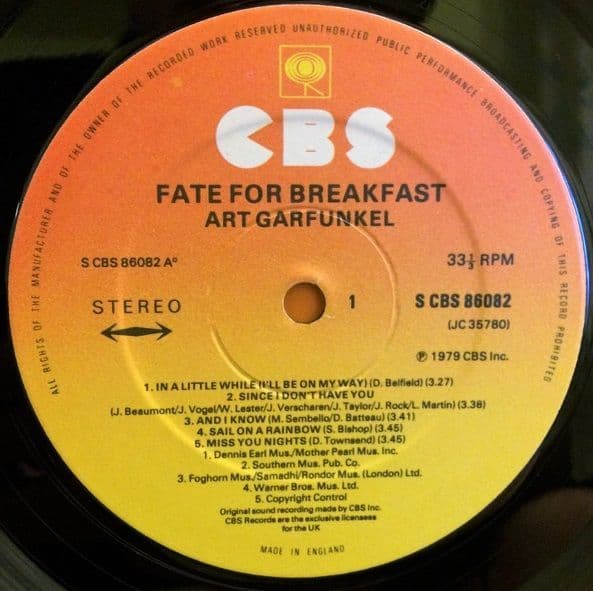 ALL RIGHTS OF THE MANUFACTURER AND OF THE OWNER OF THE RECORDED WORK RESERVED UNAUTHORIZED PUBLIC PERFORMANCE BROADCASTING AND COPYING OF THIS RECORD PROHIBITED
CBS
FATE FOR BREAKFAST
ART GARFUNKEL
S CBS 86082 Aº
33⅓ RPM
STEREO
1
S CBS 86082
(JC 35780)
℗ 1979 CBS Inc.
1. IN A LITTLE WHILE (I'LL BE ON MY WAY) (D. Belfield) (3.27)
2. SINCE I DON'T HAVE YOU
(J. Beaumont/J. Vogel/W. Lester/J. Verscharen/J. Taylor/J. Rock/L. Martin) (3.38)
3. AND I KNOW (M. Sembello/D. Batteau) (3.41)
4. SAIL ON A RAINBOW (S. Bishop) (3.45)
5. MISS YOU NIGHTS (D. Townsend) (3.45)
1. Dennis Earl Mus./Mother Pearl Mus. Inc.
2. Southern Mus. Pub. Co.
3. Foghorn Mus./Samadhi/Rondor Mus. (London) Ltd.
4. Warner Bros. Mus. Ltd.
5. Copyright Control
Original sound recording made by CBS Inc.
CBS Records are the exclusive licensees
for the UK
MADE IN ENGLAND